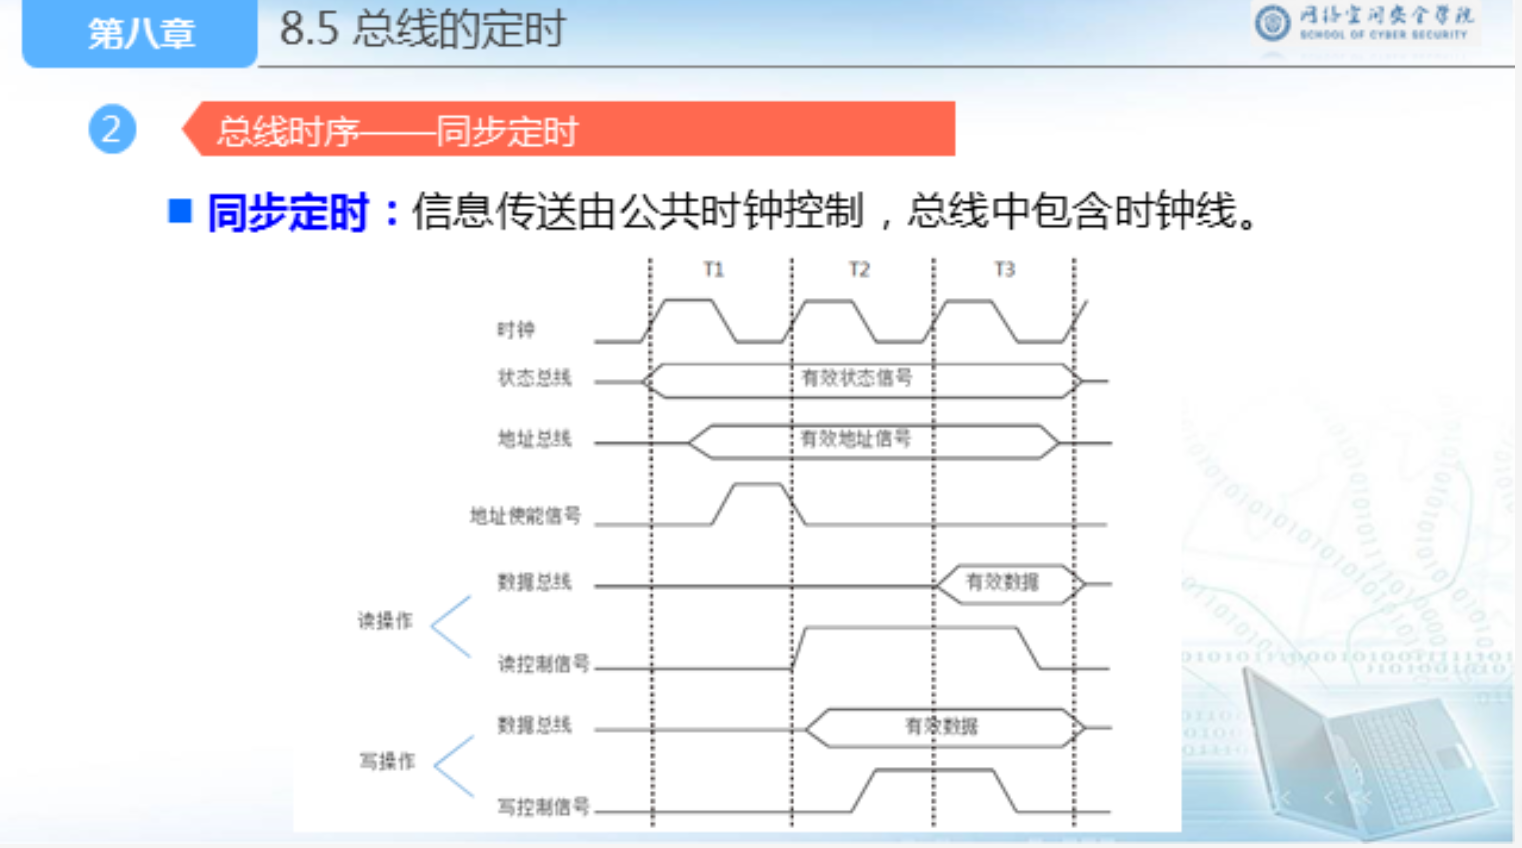 第八章
8.5 总线的定时
网络空间安全学院
SCHOOL OF CYBER SECURITY
2
总线时序——同步定时
■ 同步定时：信息传送由公共时钟控制，总线中包含时钟线。
T1 T2 T3
时钟
状态总线 有效状态信号
地址总线 有效地址信号
地址使能信号
数据总线 有效数据
读操作
读控制信号
数据总线 有效数据
写操作
写控制信号